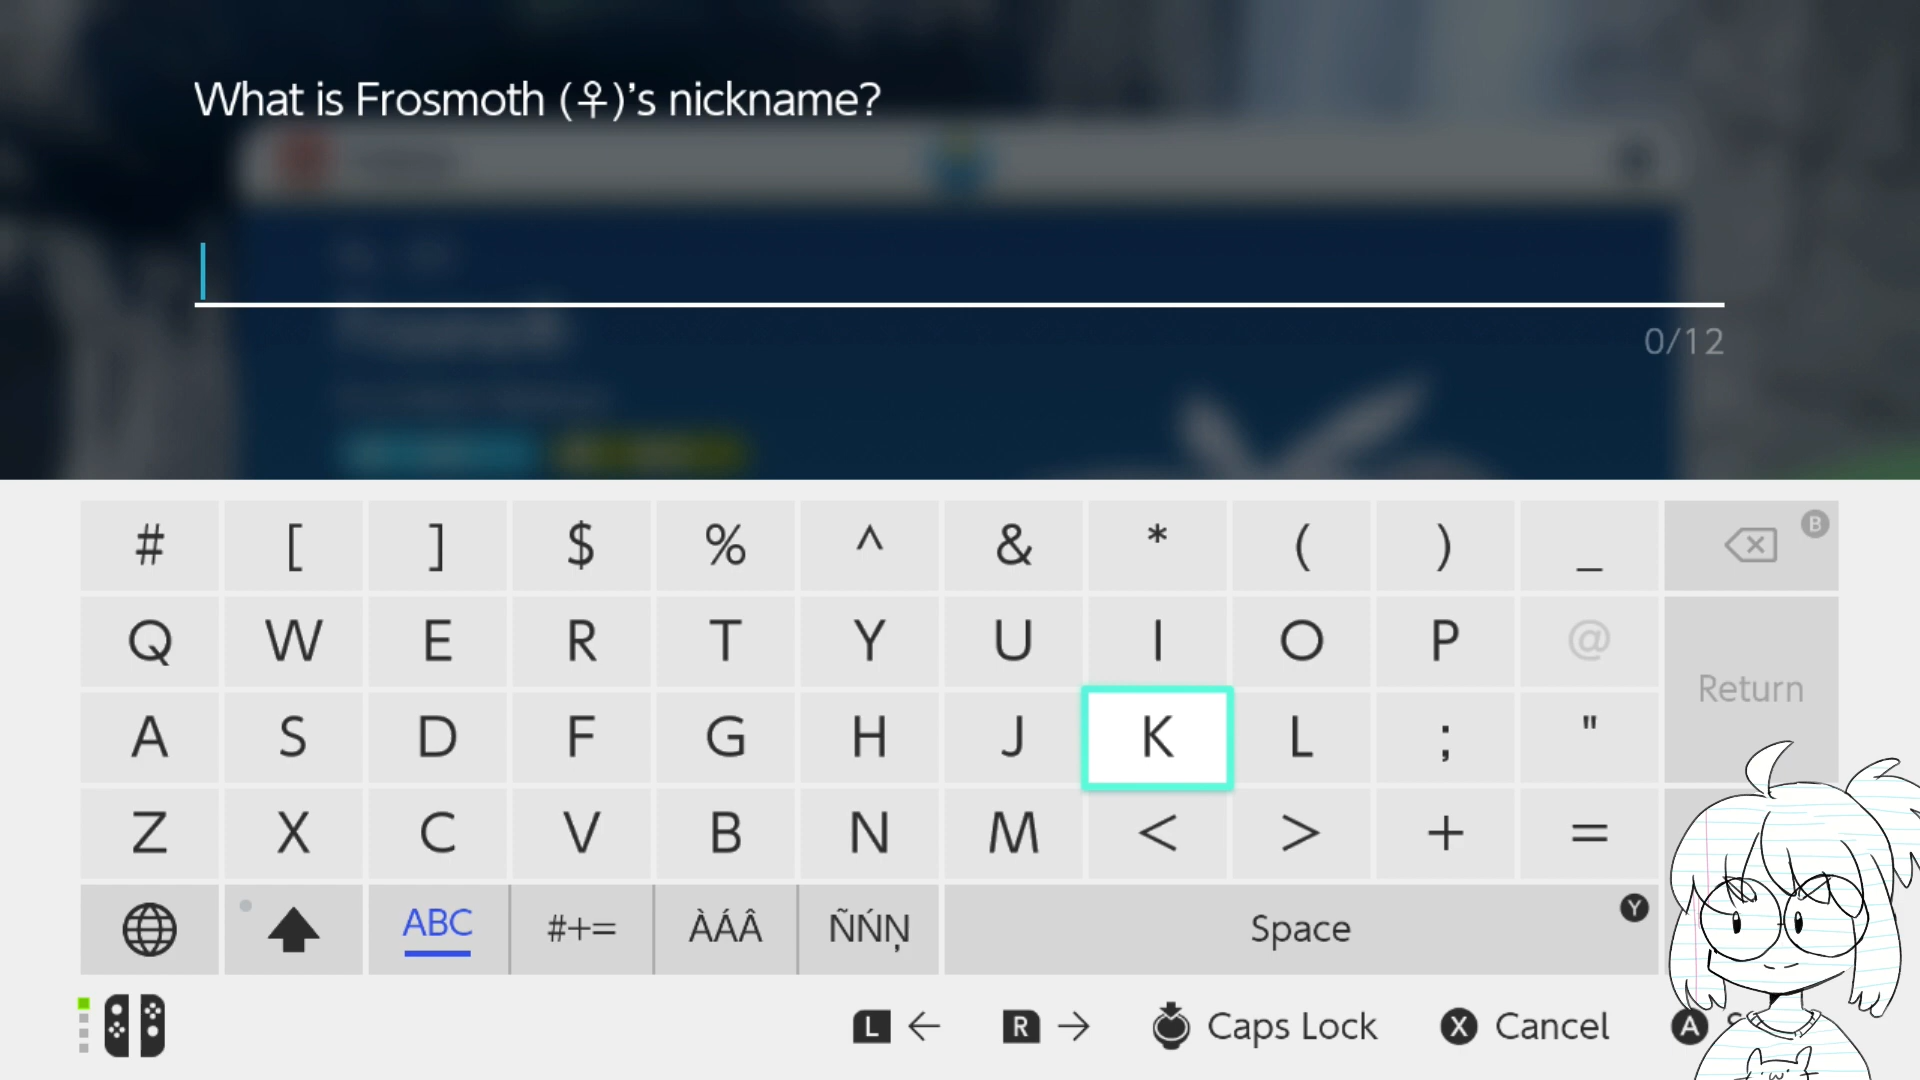 What is Frosmoth (♀)'s nickname?
0/12
# [ ] $ % ^ & * ( ) _ B
Q W E R T Y U I O P @ Return
A S D F G H J K L ; "
Z X C V B N M < > + =
ABC #+= ÀÁÂ ÑŃŅ Space Y
L ← R → Caps Lock X Cancel A